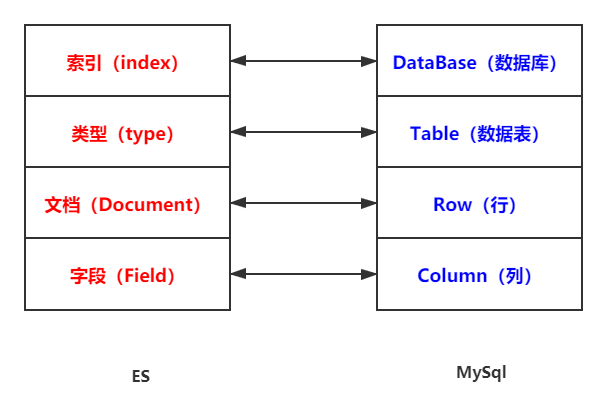 索引（index） DataBase（数据库）
类型（type） Table（数据表）
文档（Document） Row（行）
字段（Field） Column（列）
ES MySql